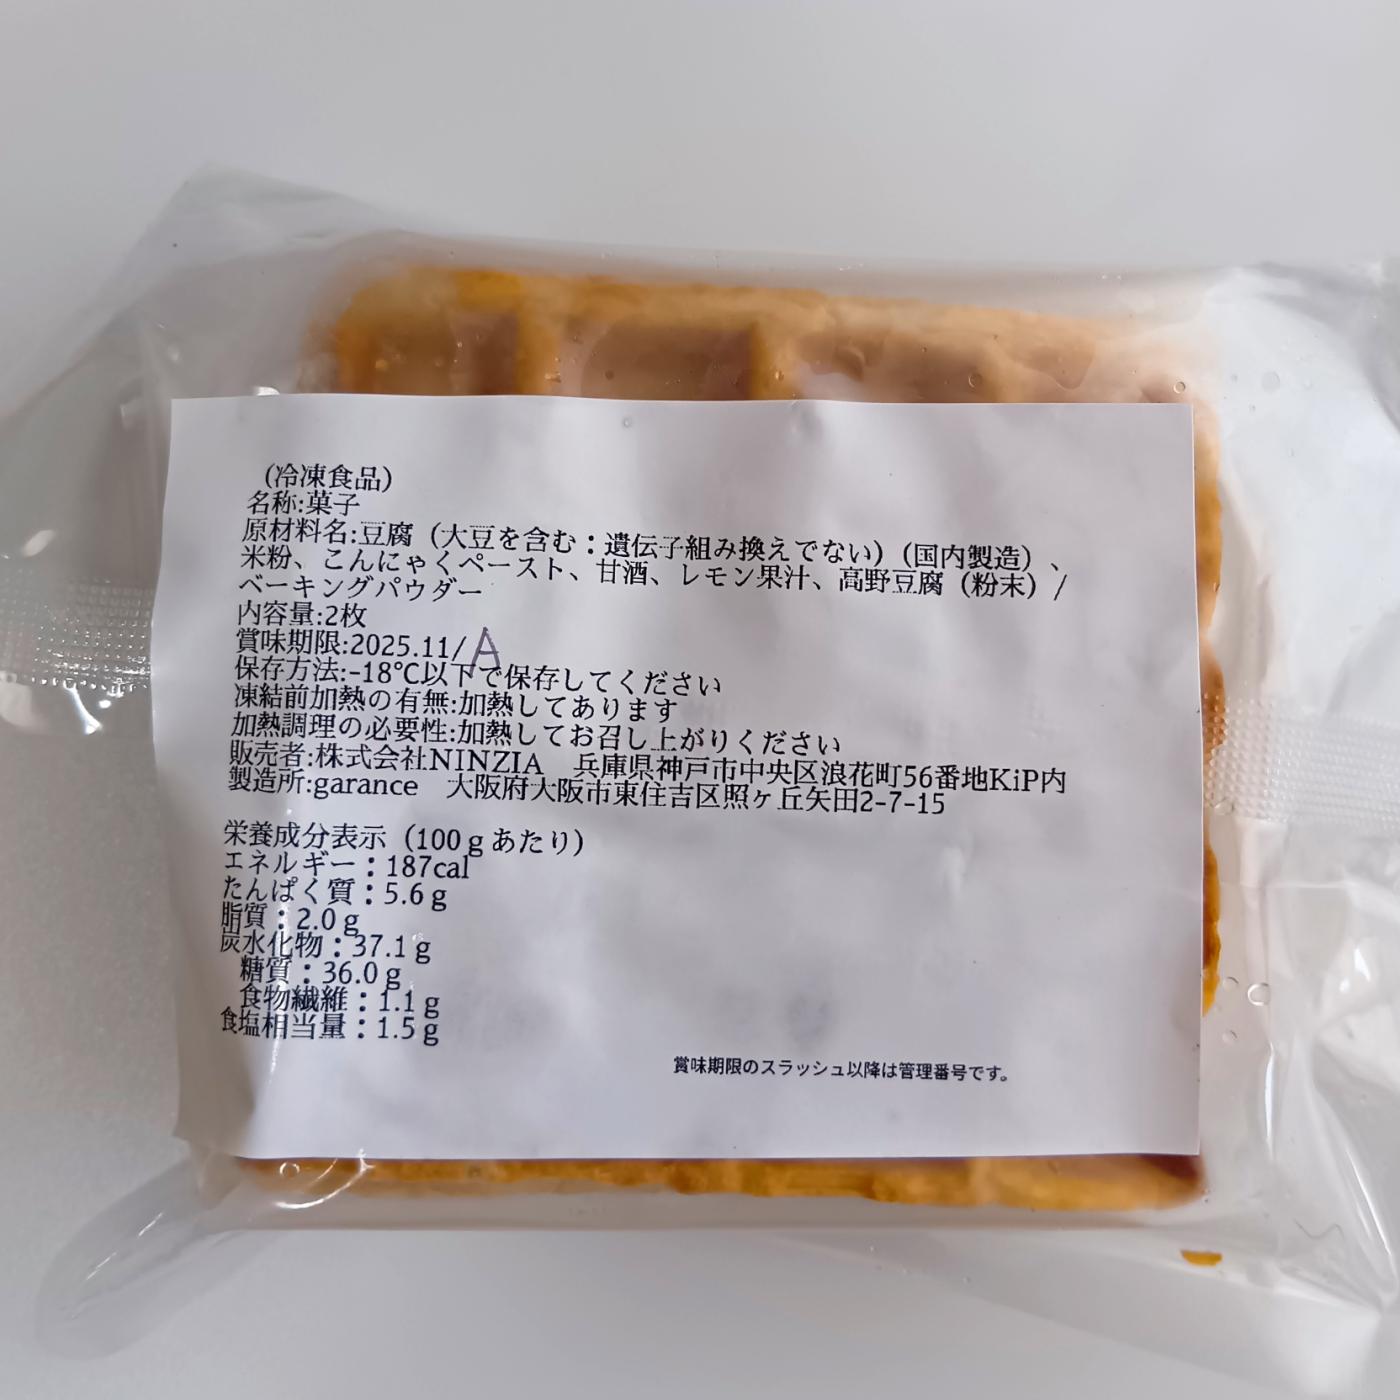 (冷凍食品)
名称:菓子
原材料名:豆腐（大豆を含む：遺伝子組み換えでない）（国内製造）、
米粉、こんにゃくペースト、甘酒、レモン果汁、高野豆腐（粉末）/
ベーキングパウダー
内容量:2枚
賞味期限:2025.11/A
保存方法:-18℃以下で保存してください
凍結前加熱の有無:加熱してあります
加熱調理の必要性:加熱してお召し上がりください
販売者:株式会社NINZIA　兵庫県神戸市中央区浪花町56番地KiP内
製造所:garance　大阪府大阪市東住吉区照ヶ丘矢田2-7-15
栄養成分表示（100gあたり）
エネルギー：187cal
たんぱく質：5.6g
脂質：2.0g
炭水化物：37.1g
糖質：36.0g
食物繊維：1.1g
食塩相当量：1.5g
賞味期限のスラッシュ以降は管理番号です。